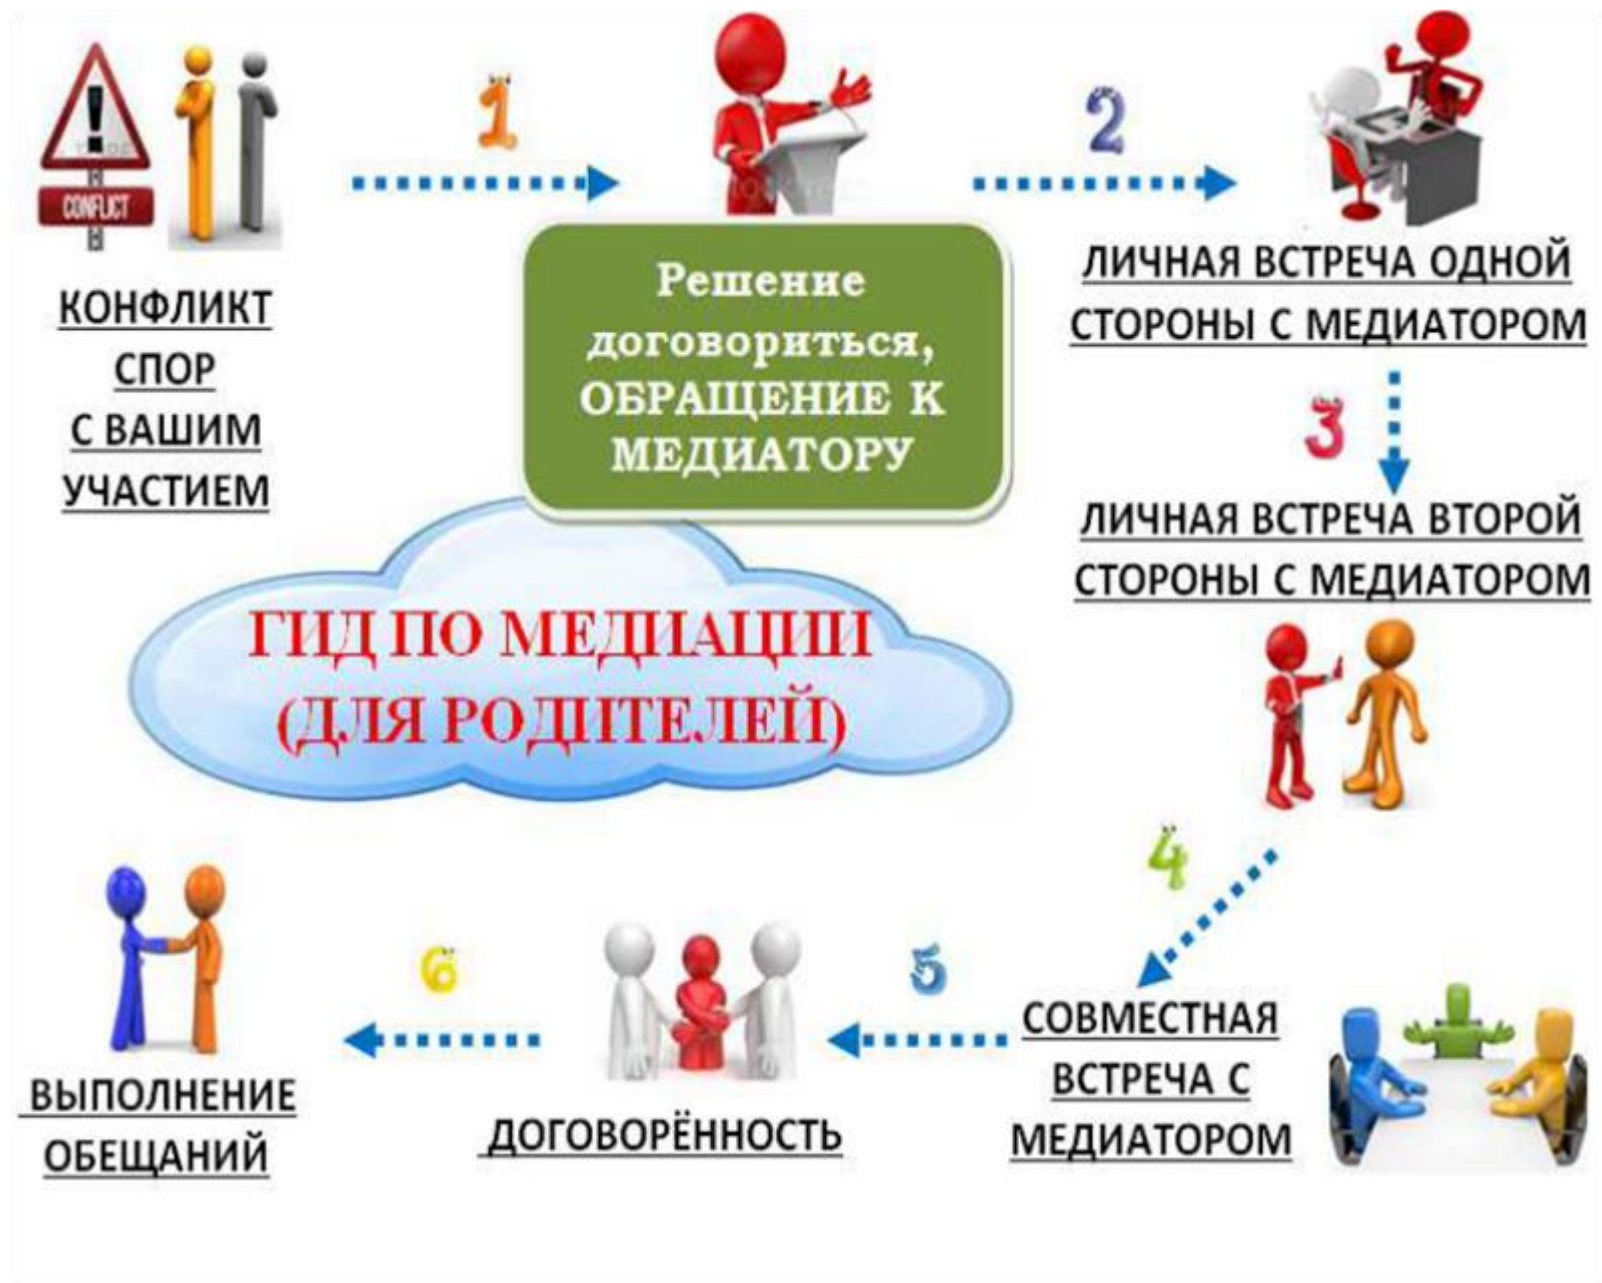 CONFLICT
КОНФЛИКТ
СПОР
С ВАШИМ
УЧАСТИЕМ
1
Решение
договориться,
ОБРАЩЕНИЕ К
МЕДИАТОРУ
2
ЛИЧНАЯ ВСТРЕЧА ОДНОЙ
СТОРОНЫ С МЕДИАТОРОМ
3
ЛИЧНАЯ ВСТРЕЧА ВТОРОЙ
СТОРОНЫ С МЕДИАТОРОМ
ГИД ПО МЕДИАЦИИ
(ДЛЯ РОДИТЕЛЕЙ)
4
СОВМЕСТНАЯ
ВСТРЕЧА С
МЕДИАТОРОМ
5
ДОГОВОРЁННОСТЬ
6
ВЫПОЛНЕНИЕ
ОБЕЩАНИЙ